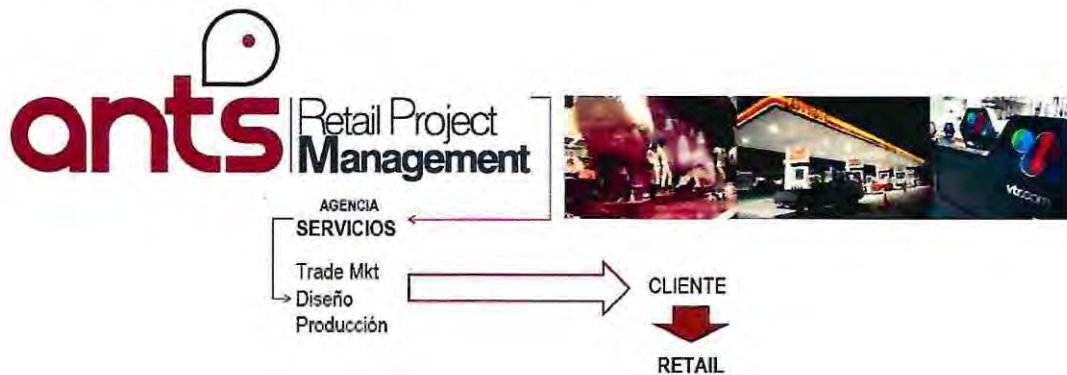 ants
Retail Project
Management
AGENCIA
SERVICIOS
Trade Mkt
Diseño
Producción
CLIENTE
RETAIL
vtr.com